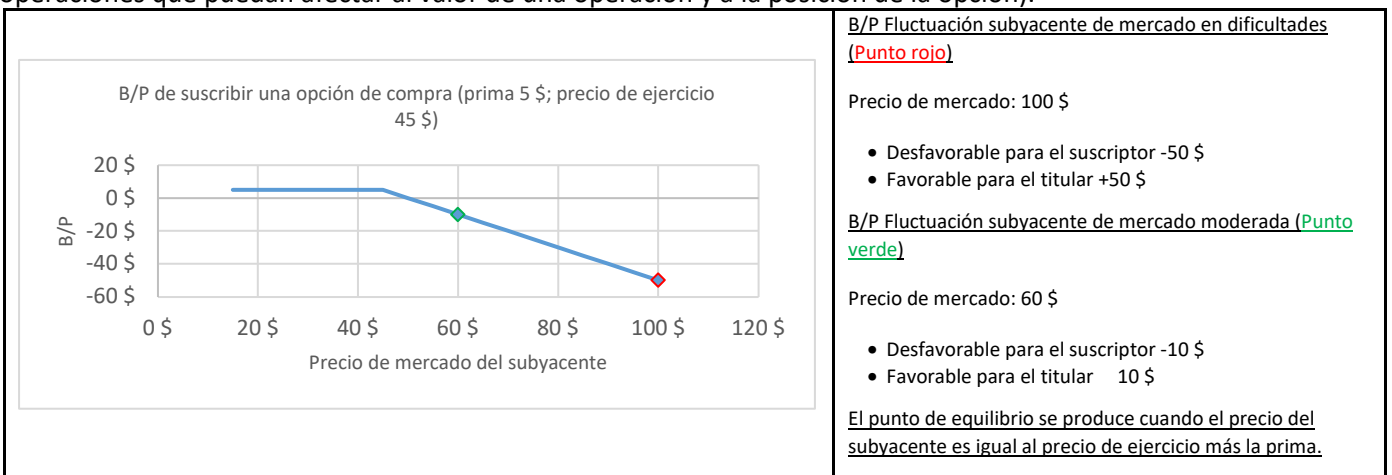 operaciones que puedan afectar al valor de una operación y a la posición de la opción).
B/P de suscribir una opción de compra (prima 5 $; precio de ejercicio
45 $)
20 $
0 $
-20 $
-40 $
-60 $
B/P
0 $ 20 $ 40 $ 60 $ 80 $ 100 $ 120 $
Precio de mercado del subyacente
B/P Fluctuación subyacente de mercado en dificultades
(Punto rojo)
Precio de mercado: 100 $
• Desfavorable para el suscriptor -50 $
• Favorable para el titular +50 $
B/P Fluctuación subyacente de mercado moderada (Punto
verde)
Precio de mercado: 60 $
• Desfavorable para el suscriptor -10 $
• Favorable para el titular 10 $
El punto de equilibrio se produce cuando el precio del
subyacente es igual al precio de ejercicio más la prima.